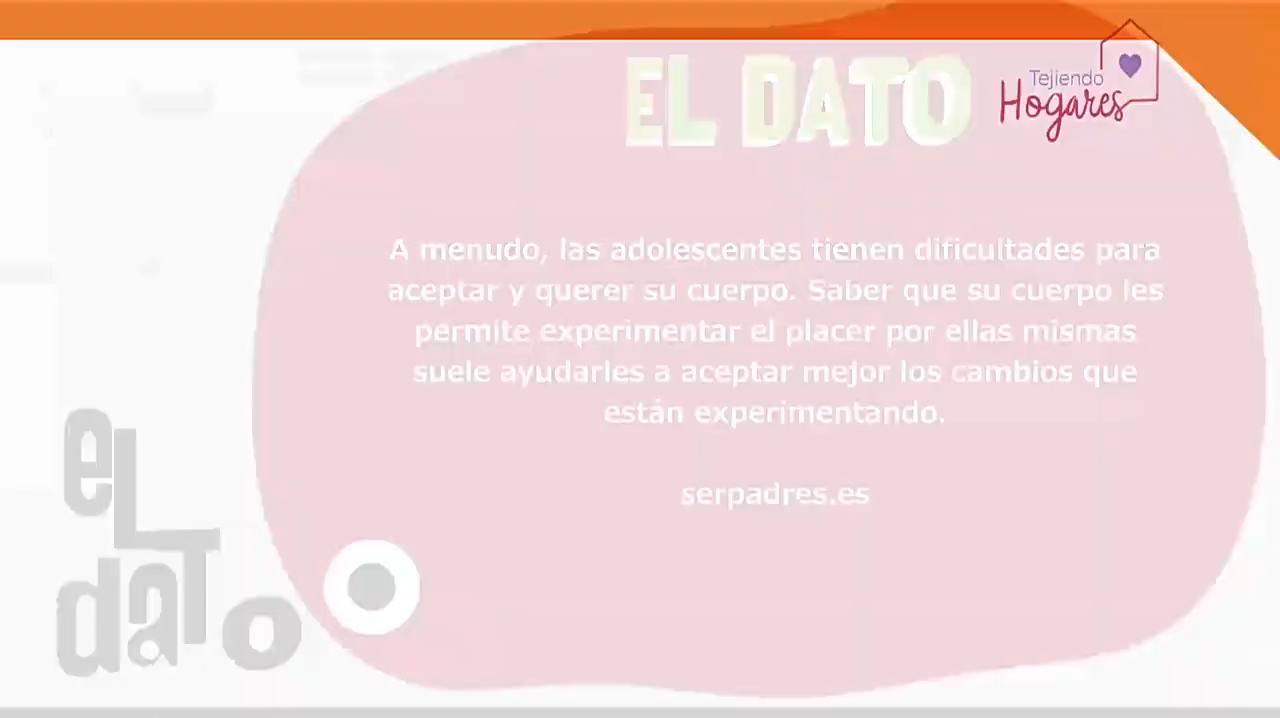 EL DATO
Tejiendo
Hogares
A menudo, las adolescentes tienen dificultades para
aceptar y querer su cuerpo. Saber que su cuerpo les
permite experimentar el placer por ellas mismas
suele ayudarles a aceptar mejor los cambios que
están experimentando.
serpadres.es
eL
daTo